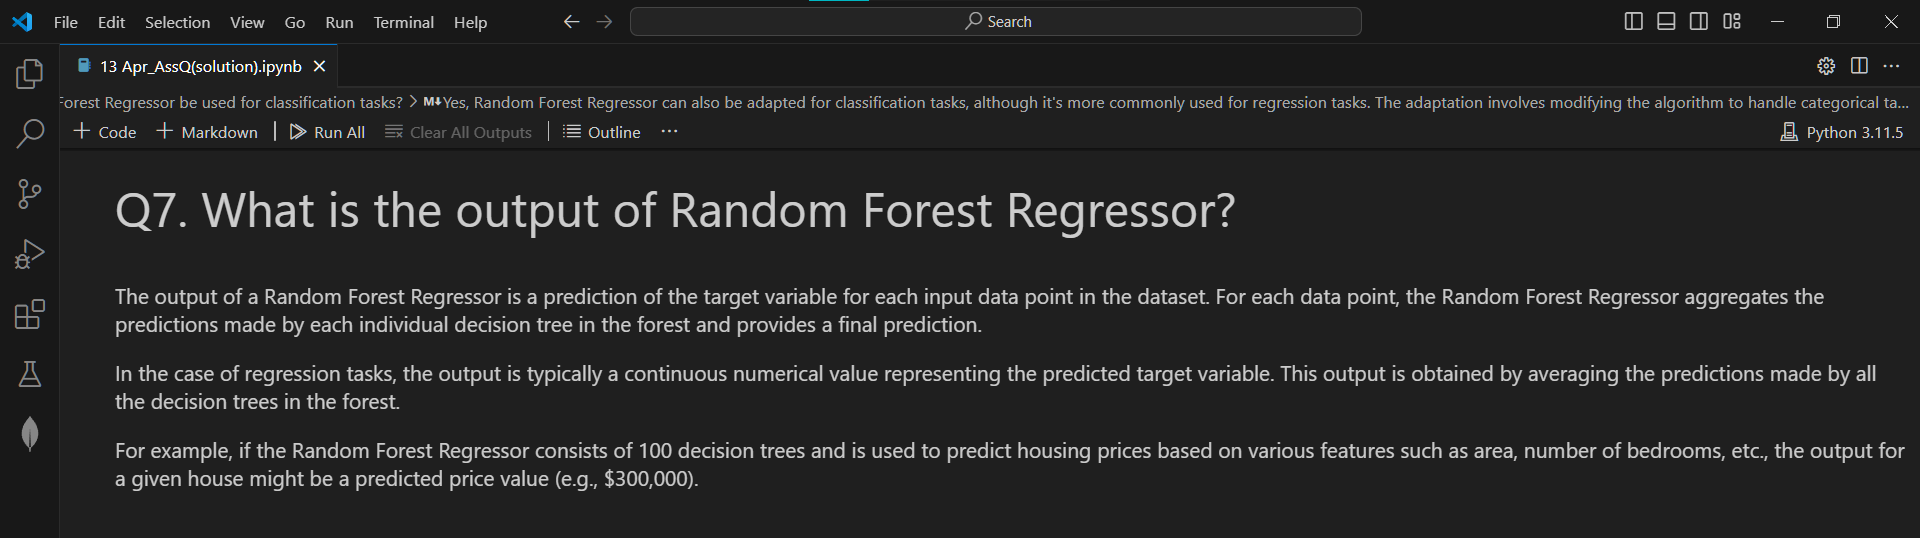 File Edit Selection View Go Run Terminal Help Search
13 Apr_AssQ(solution).ipynb
Forest Regressor be used for classification tasks? > M↓Yes, Random Forest Regressor can also be adapted for classification tasks, although it's more commonly used for regression tasks. The adaptation involves modifying the algorithm to handle categorical ta...
+ Code + Markdown | Run All Clear All Outputs | Outline ... Python 3.11.5
Q7. What is the output of Random Forest Regressor?
The output of a Random Forest Regressor is a prediction of the target variable for each input data point in the dataset. For each data point, the Random Forest Regressor aggregates the
predictions made by each individual decision tree in the forest and provides a final prediction.
In the case of regression tasks, the output is typically a continuous numerical value representing the predicted target variable. This output is obtained by averaging the predictions made by all
the decision trees in the forest.
For example, if the Random Forest Regressor consists of 100 decision trees and is used to predict housing prices based on various features such as area, number of bedrooms, etc., the output for
a given house might be a predicted price value (e.g., $300,000).